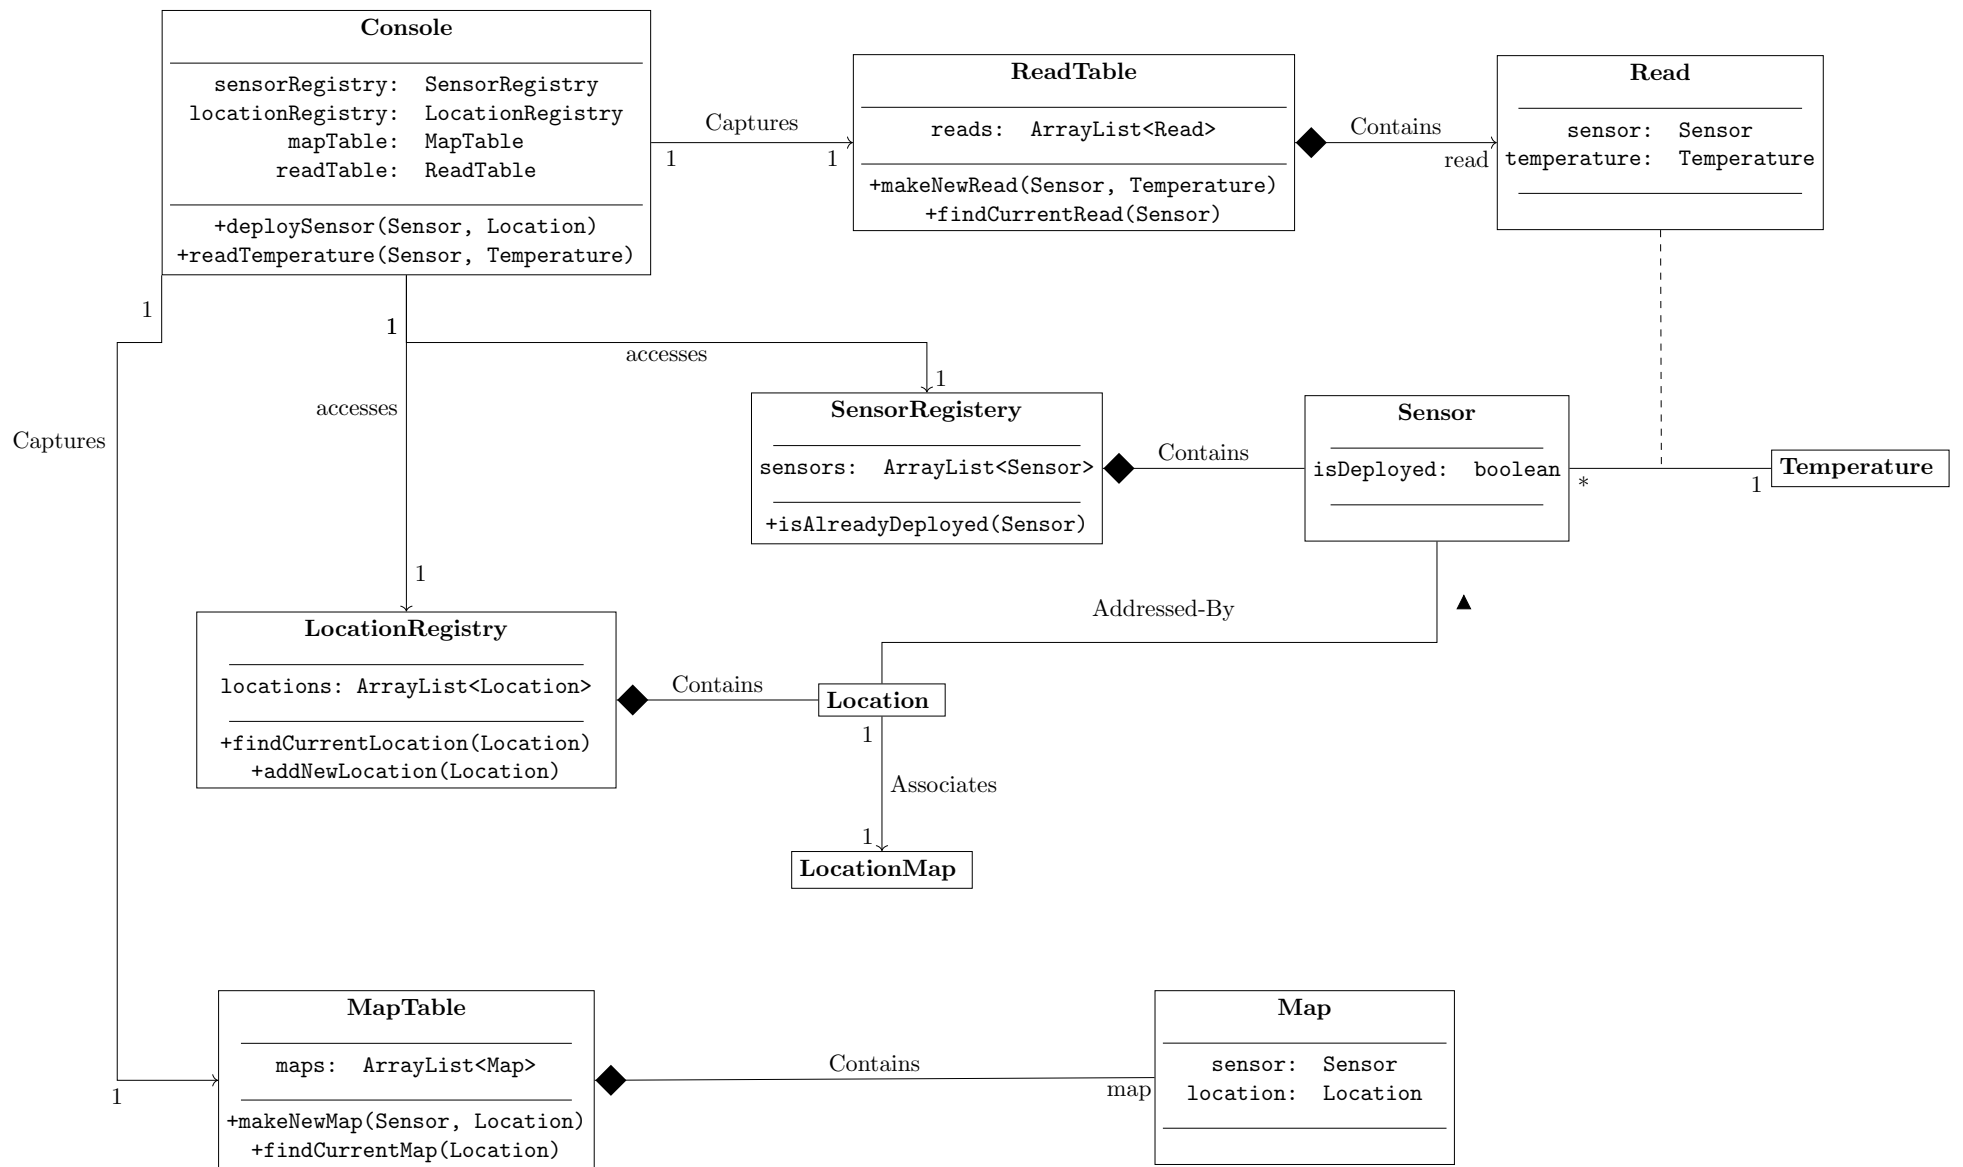 Console
sensorRegistry: SensorRegistry
locationRegistry: LocationRegistry
mapTable: MapTable
readTable: ReadTable
+deploySensor(Sensor, Location)
+readTemperature(Sensor, Temperature)
Captures
1
1
ReadTable
reads: ArrayList<Read>
+makeNewRead(Sensor, Temperature)
+findCurrentRead(Sensor)
Contains
read
Read
sensor: Sensor
temperature: Temperature
1
1
accesses
1
accesses
Captures
SensorRegistery
sensors: ArrayList<Sensor>
+isAlreadyDeployed(Sensor)
Contains
Sensor
isDeployed: boolean
*
1
Temperature
1
Addressed-By
LocationRegistry
locations: ArrayList<Location>
+findCurrentLocation(Location)
+addNewLocation(Location)
Contains
Location
1
Associates
1
LocationMap
MapTable
maps: ArrayList<Map>
+makeNewMap(Sensor, Location)
+findCurrentMap(Location)
1
Contains
map
Map
sensor: Sensor
location: Location